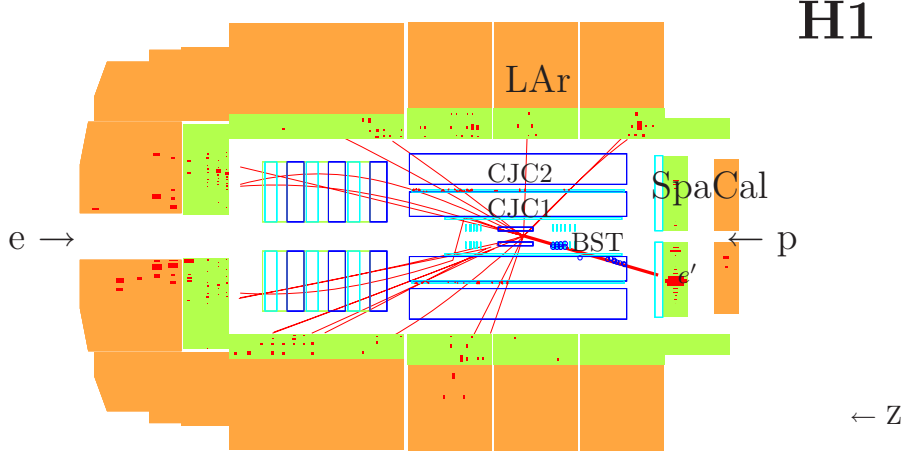 H1
LAr
CJC2
SpaCal
CJC1
e →
BST
← p
e′
← z